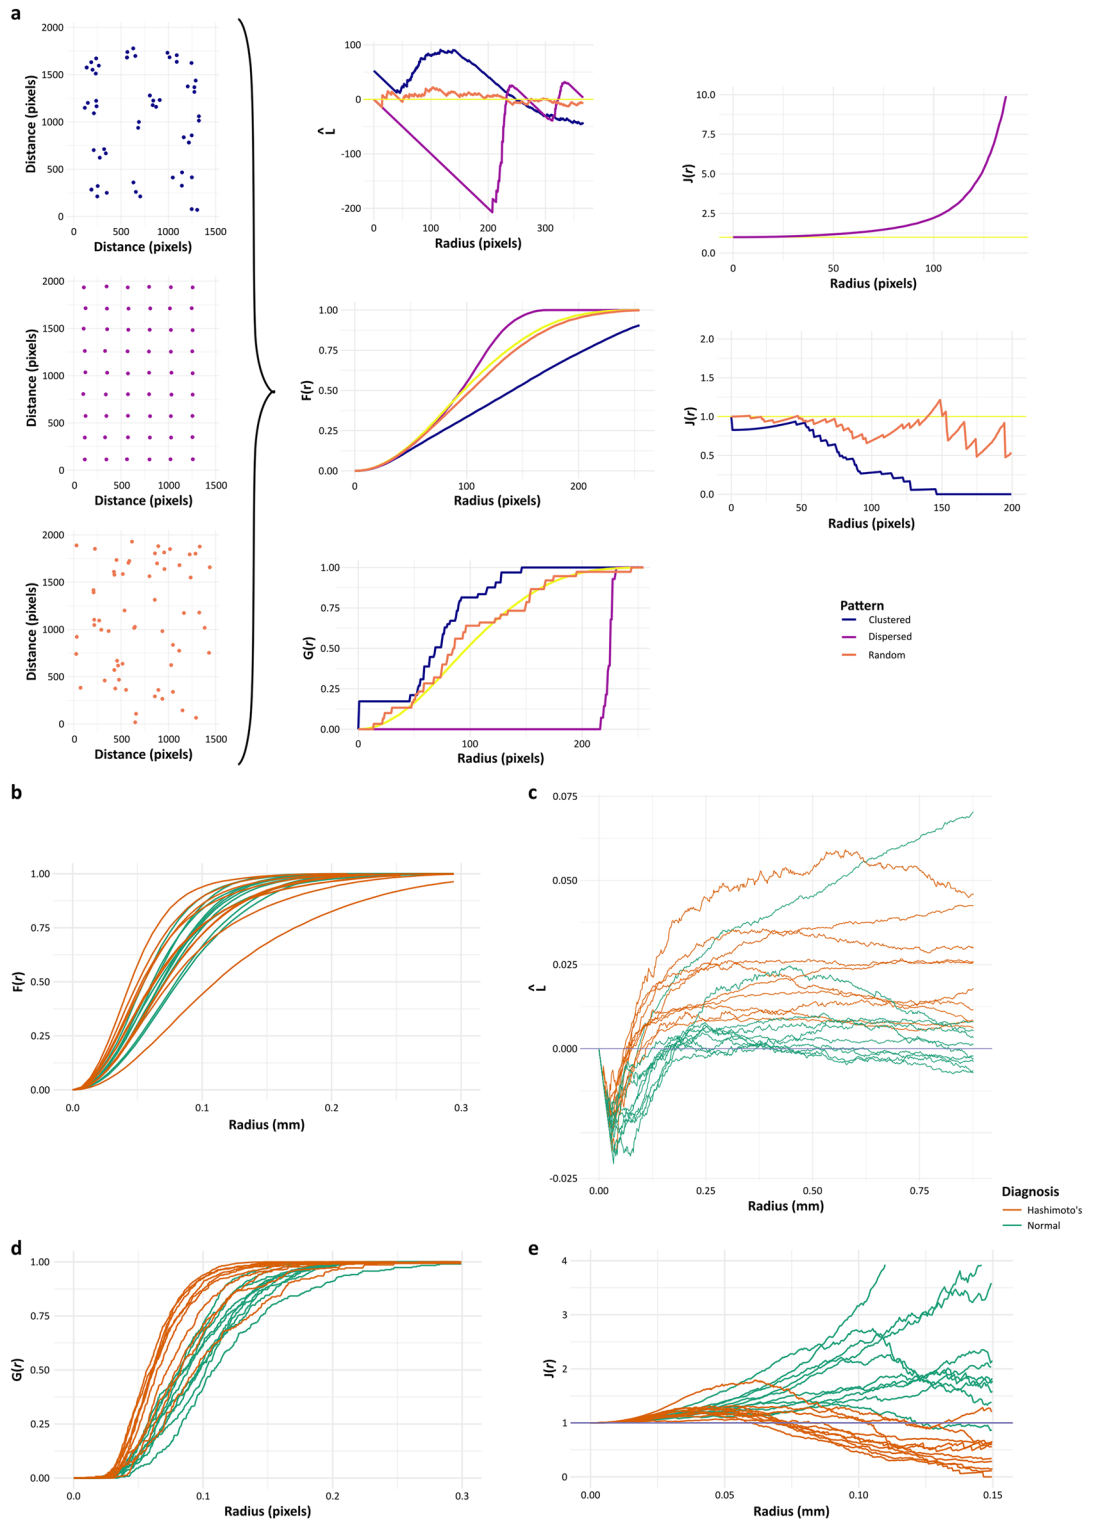 a
2000
1500
1000
500
0
Distance (pixels)
0 500 1000 1500
Distance (pixels)
2000
1500
1000
500
0
Distance (pixels)
0 500 1000 1500
Distance (pixels)
2000
1500
1000
500
0
Distance (pixels)
0 500 1000 1500
Distance (pixels)
100
0
-100
-200
L̂
0 100 200 300
Radius (pixels)
1.00
0.75
0.50
0.25
0.00
F(r)
0 100 200
Radius (pixels)
1.00
0.75
0.50
0.25
0.00
G(r)
0 100 200
Radius (pixels)
10.0
7.5
5.0
2.5
0.0
J(r)
0 50 100
Radius (pixels)
2.0
1.5
1.0
0.5
0.0
J(r)
0 50 100 150 200
Radius (pixels)
Pattern
Clustered
Dispersed
Random
b
1.00
0.75
0.50
0.25
0.00
F(r)
0.0 0.1 0.2 0.3
Radius (mm)
c
0.075
0.050
0.025
0.000
-0.025
L̂
0.00 0.25 0.50 0.75
Radius (mm)
Diagnosis
Hashimoto's
Normal
d
1.00
0.75
0.50
0.25
0.00
G(r)
0.0 0.1 0.2 0.3
Radius (pixels)
e
4
3
2
1
0
J(r)
0.00 0.05 0.10 0.15
Radius (mm)